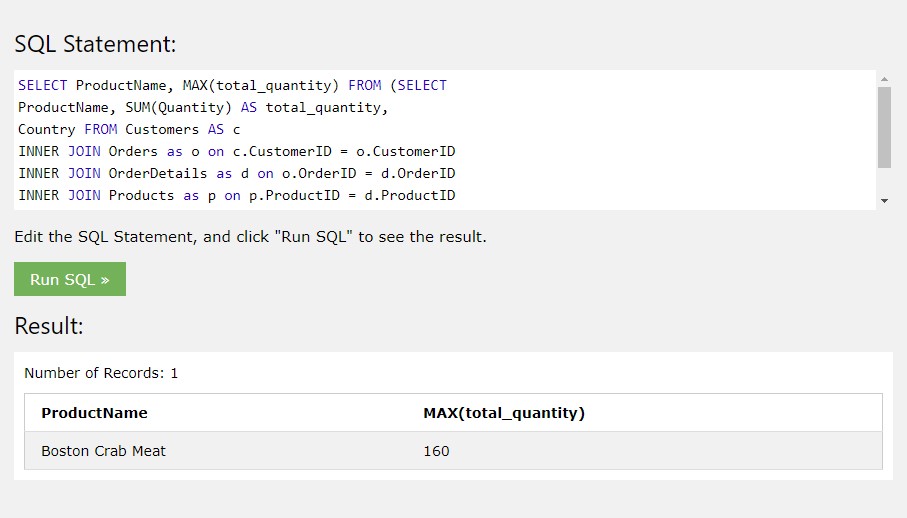 SQL Statement:
SELECT ProductName, MAX(total_quantity) FROM (SELECT
ProductName, SUM(Quantity) AS total_quantity,
Country FROM Customers AS c
INNER JOIN Orders as o on c.CustomerID = o.CustomerID
INNER JOIN OrderDetails as d on o.OrderID = d.OrderID
INNER JOIN Products as p on p.ProductID = d.ProductID
Edit the SQL Statement, and click "Run SQL" to see the result.
Run SQL »
Result:
Number of Records: 1
ProductName MAX(total_quantity)
Boston Crab Meat 160